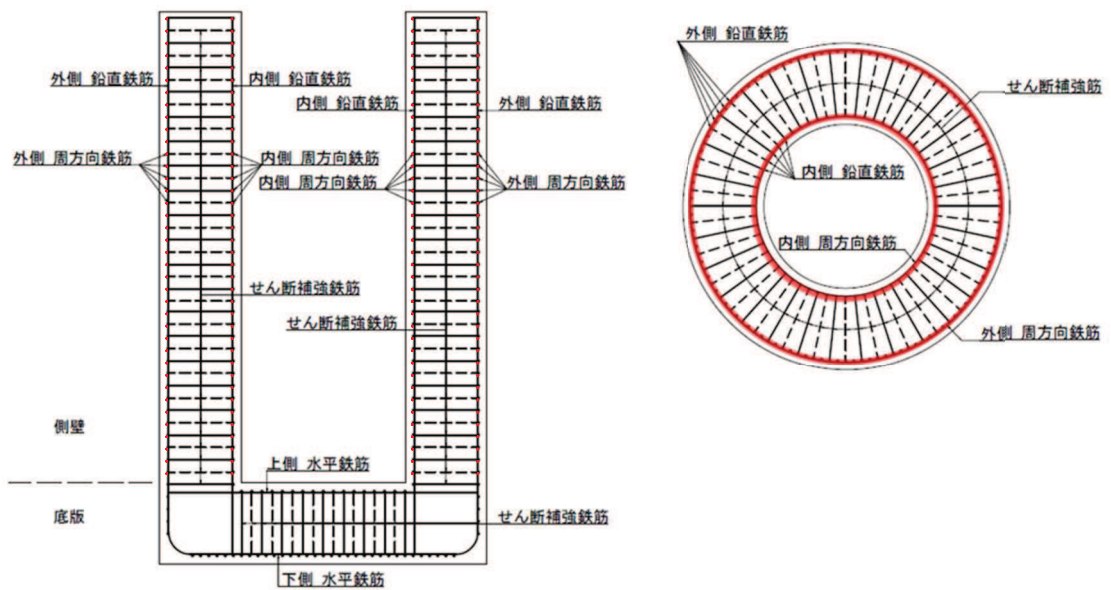 外側 鉛直鉄筋
内側 鉛直鉄筋
内側 鉛直鉄筋
外側 鉛直鉄筋
外側 周方向鉄筋
内側 周方向鉄筋
内側 周方向鉄筋
外側 周方向鉄筋
せん断補強鉄筋
せん断補強鉄筋
側壁
上側 水平鉄筋
底版
せん断補強鉄筋
下側 水平鉄筋
外側 鉛直鉄筋
せん断補強筋
内側 鉛直鉄筋
内側 周方向鉄筋
外側 周方向鉄筋